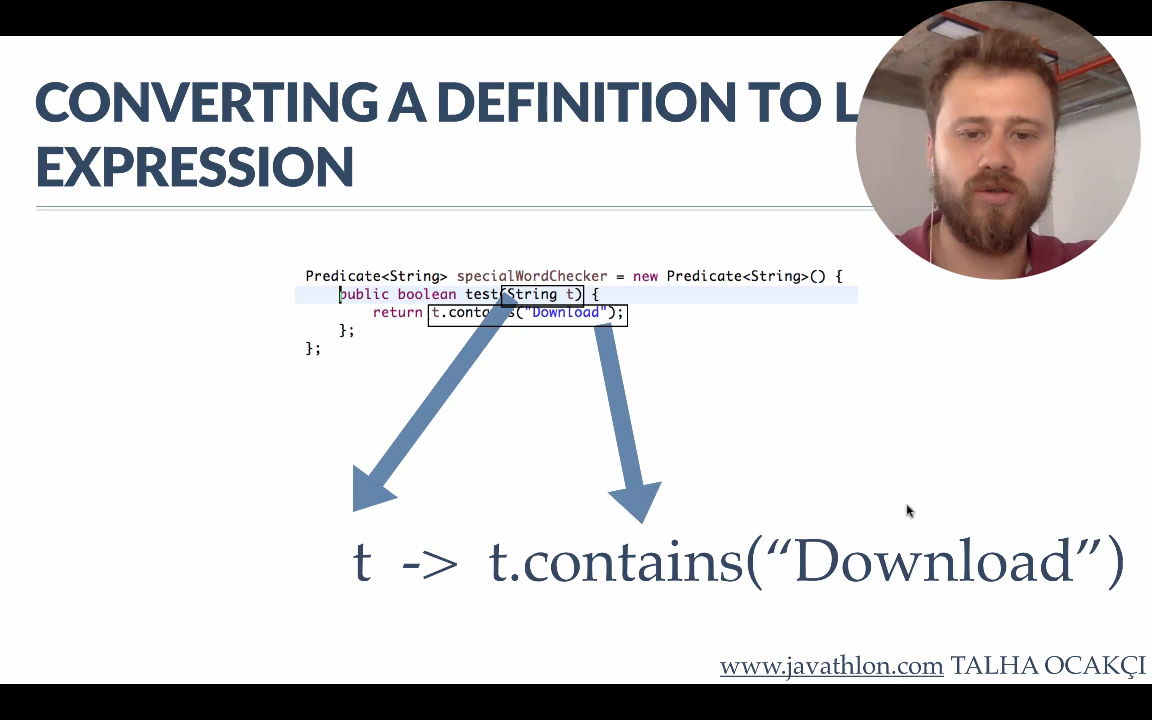 CONVERTING A DEFINITION TO L
EXPRESSION
Predicate<String> specialWordChecker = new Predicate<String>() {
public boolean test(String t) {
return t.contains("Download");
};
};
t -> t.contains(“Download”)
www.javathlon.com TALHA OCAKÇI